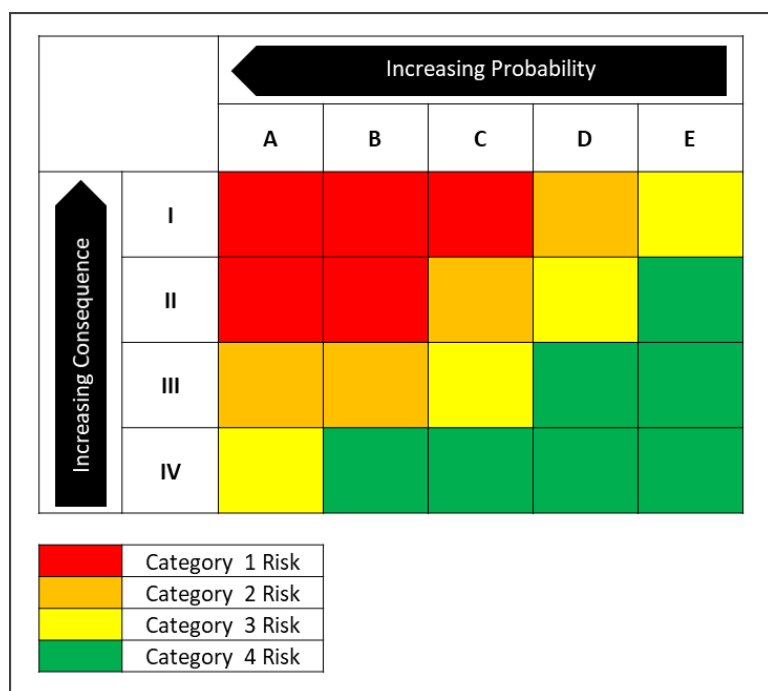 Increasing Probability
A B C D E
Increasing Consequence
I
II
III
IV
Category 1 Risk
Category 2 Risk
Category 3 Risk
Category 4 Risk